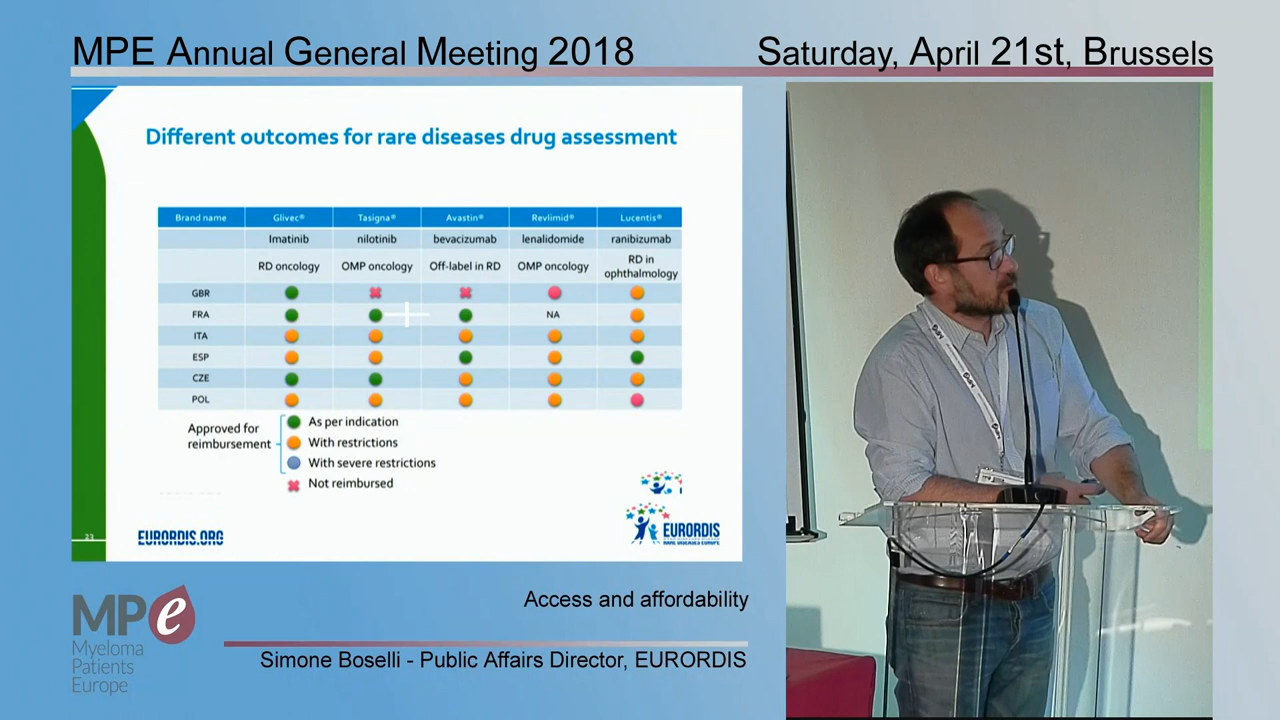 MPE Annual General Meeting 2018 Saturday, April 21st, Brussels
Different outcomes for rare diseases drug assessment
Brand name Glivec® Tasigna® Avastin® Revlimid® Lucentis®
Imatinib nilotinib bevacizumab lenalidomide ranibizumab
RD oncology OMP oncology Off-label in RD OMP oncology RD in
ophthalmology
GBR
FRA NA
ITA
ESP
CZE
POL
Approved for
reimbursement
As per indication
With restrictions
With severe restrictions
Not reimbursed
23
EURORDIS.ORG
EURORDIS
RARE DISEASES EUROPE
MPe
Myeloma
Patients
Europe
Access and affordability
Simone Boselli - Public Affairs Director, EURORDIS